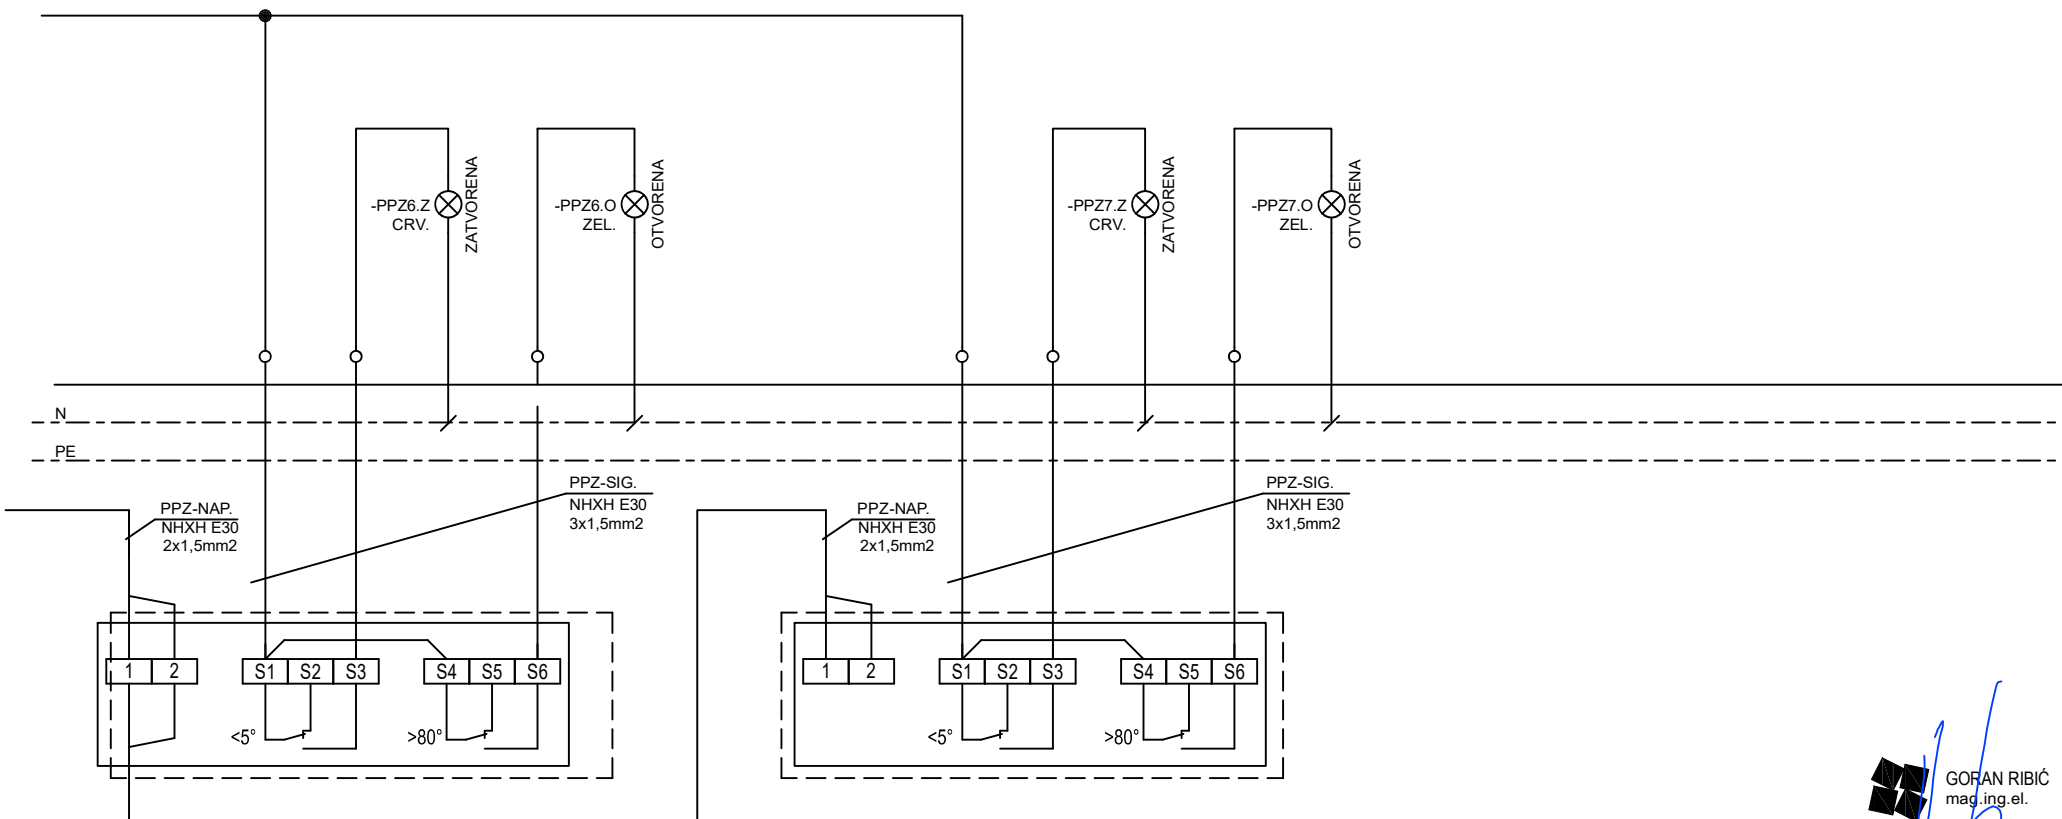 -PPZ6.Z
CRV.
ZATVORENA
-PPZ6.O
ZEL.
OTVORENA
-PPZ7.Z
CRV.
ZATVORENA
-PPZ7.O
ZEL.
OTVORENA
N
PE
PPZ-NAP.
NHXH E30
2x1,5mm2
PPZ-SIG.
NHXH E30
3x1,5mm2
PPZ-NAP.
NHXH E30
2x1,5mm2
PPZ-SIG.
NHXH E30
3x1,5mm2
1 2 S1 S2 S3 S4 S5 S6
<5° >80°
1 2 S1 S2 S3 S4 S5 S6
<5° >80°
GORAN RIBIĆ
mag.ing.el.